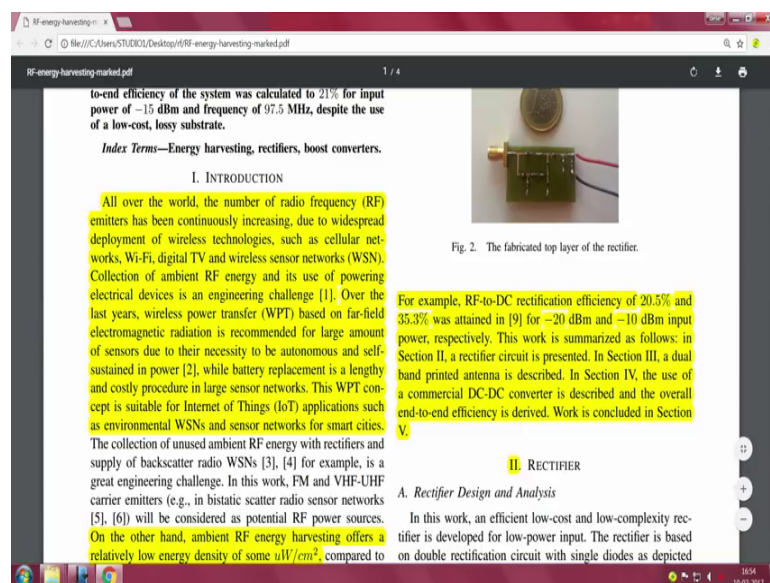 RF-energy-harvesting-m
file:///C:/Users/STUDIO1/Desktop/rf/RF-energy-harvesting-marked.pdf
RF-energy-harvesting-marked.pdf
1 / 4
to-end efficiency of the system was calculated to 21% for input
power of −15 dBm and frequency of 97.5 MHz, despite the use
of a low-cost, lossy substrate.
Index Terms—Energy harvesting, rectifiers, boost converters.
I. INTRODUCTION
All over the world, the number of radio frequency (RF)
emitters has been continuously increasing, due to widespread
deployment of wireless technologies, such as cellular net-
works, Wi-Fi, digital TV and wireless sensor networks (WSN).
Collection of ambient RF energy and its use of powering
electrical devices is an engineering challenge [1]. Over the
last years, wireless power transfer (WPT) based on far-field
electromagnetic radiation is recommended for large amount
of sensors due to their necessity to be autonomous and self-
sustained in power [2], while battery replacement is a lengthy
and costly procedure in large sensor networks. This WPT con-
cept is suitable for Internet of Things (IoT) applications such
as environmental WSNs and sensor networks for smart cities.
The collection of unused ambient RF energy with rectifiers and
supply of backscatter radio WSNs [3], [4] for example, is a
great engineering challenge. In this work, FM and VHF-UHF
carrier emitters (e.g., in bistatic scatter radio sensor networks
[5], [6]) will be considered as potential RF power sources.
On the other hand, ambient RF energy harvesting offers a
relatively low energy density of some uW/cm², compared to
Fig. 2. The fabricated top layer of the rectifier.
For example, RF-to-DC rectification efficiency of 20.5% and
35.3% was attained in [9] for −20 dBm and −10 dBm input
power, respectively. This work is summarized as follows: in
Section II, a rectifier circuit is presented. In Section III, a dual
band printed antenna is described. In Section IV, the use of
a commercial DC-DC converter is described and the overall
end-to-end efficiency is derived. Work is concluded in Section
V.
II. RECTIFIER
A. Rectifier Design and Analysis
In this work, an efficient low-cost and low-complexity rec-
tifier is developed for low-power input. The rectifier is based
on double rectification circuit with single diodes as depicted
16:54